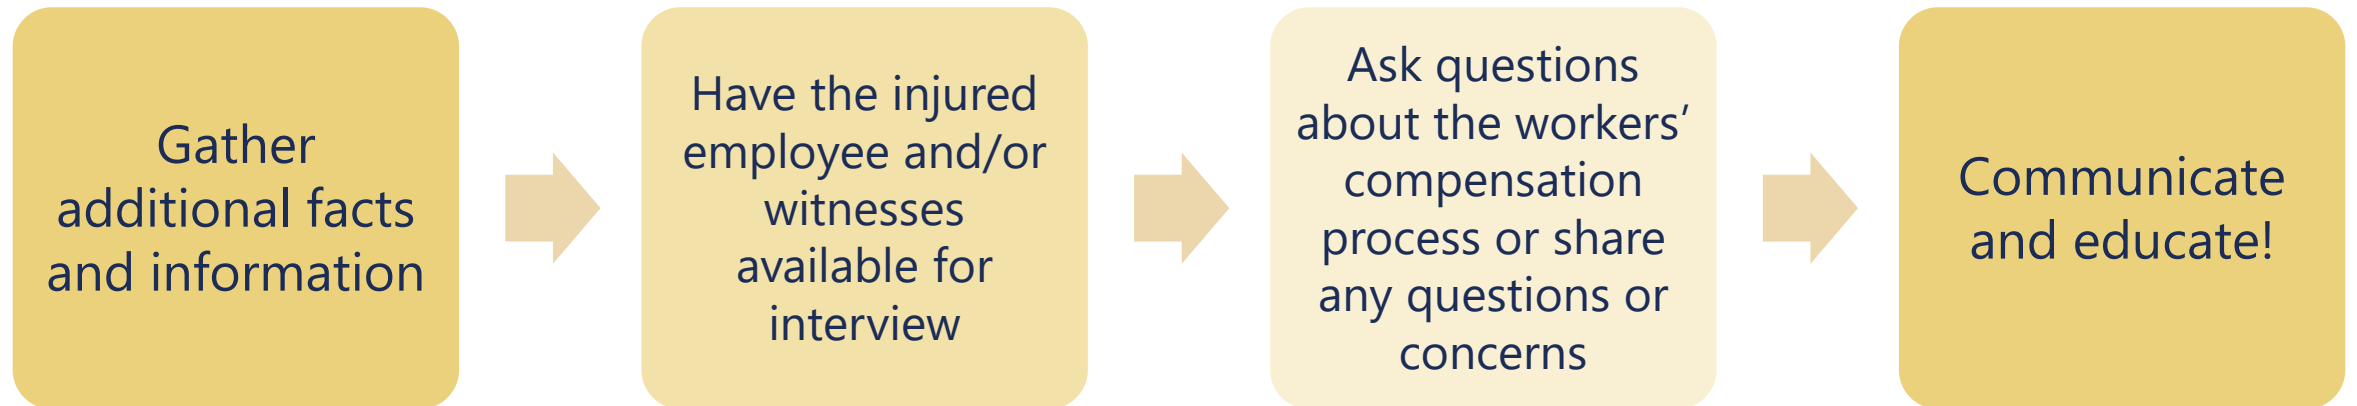 Gather
additional facts
and information
Have the injured
employee and/or
witnesses
available for
interview
Ask questions
about the workers’
compensation
process or share
any questions or
concerns
Communicate
and educate!